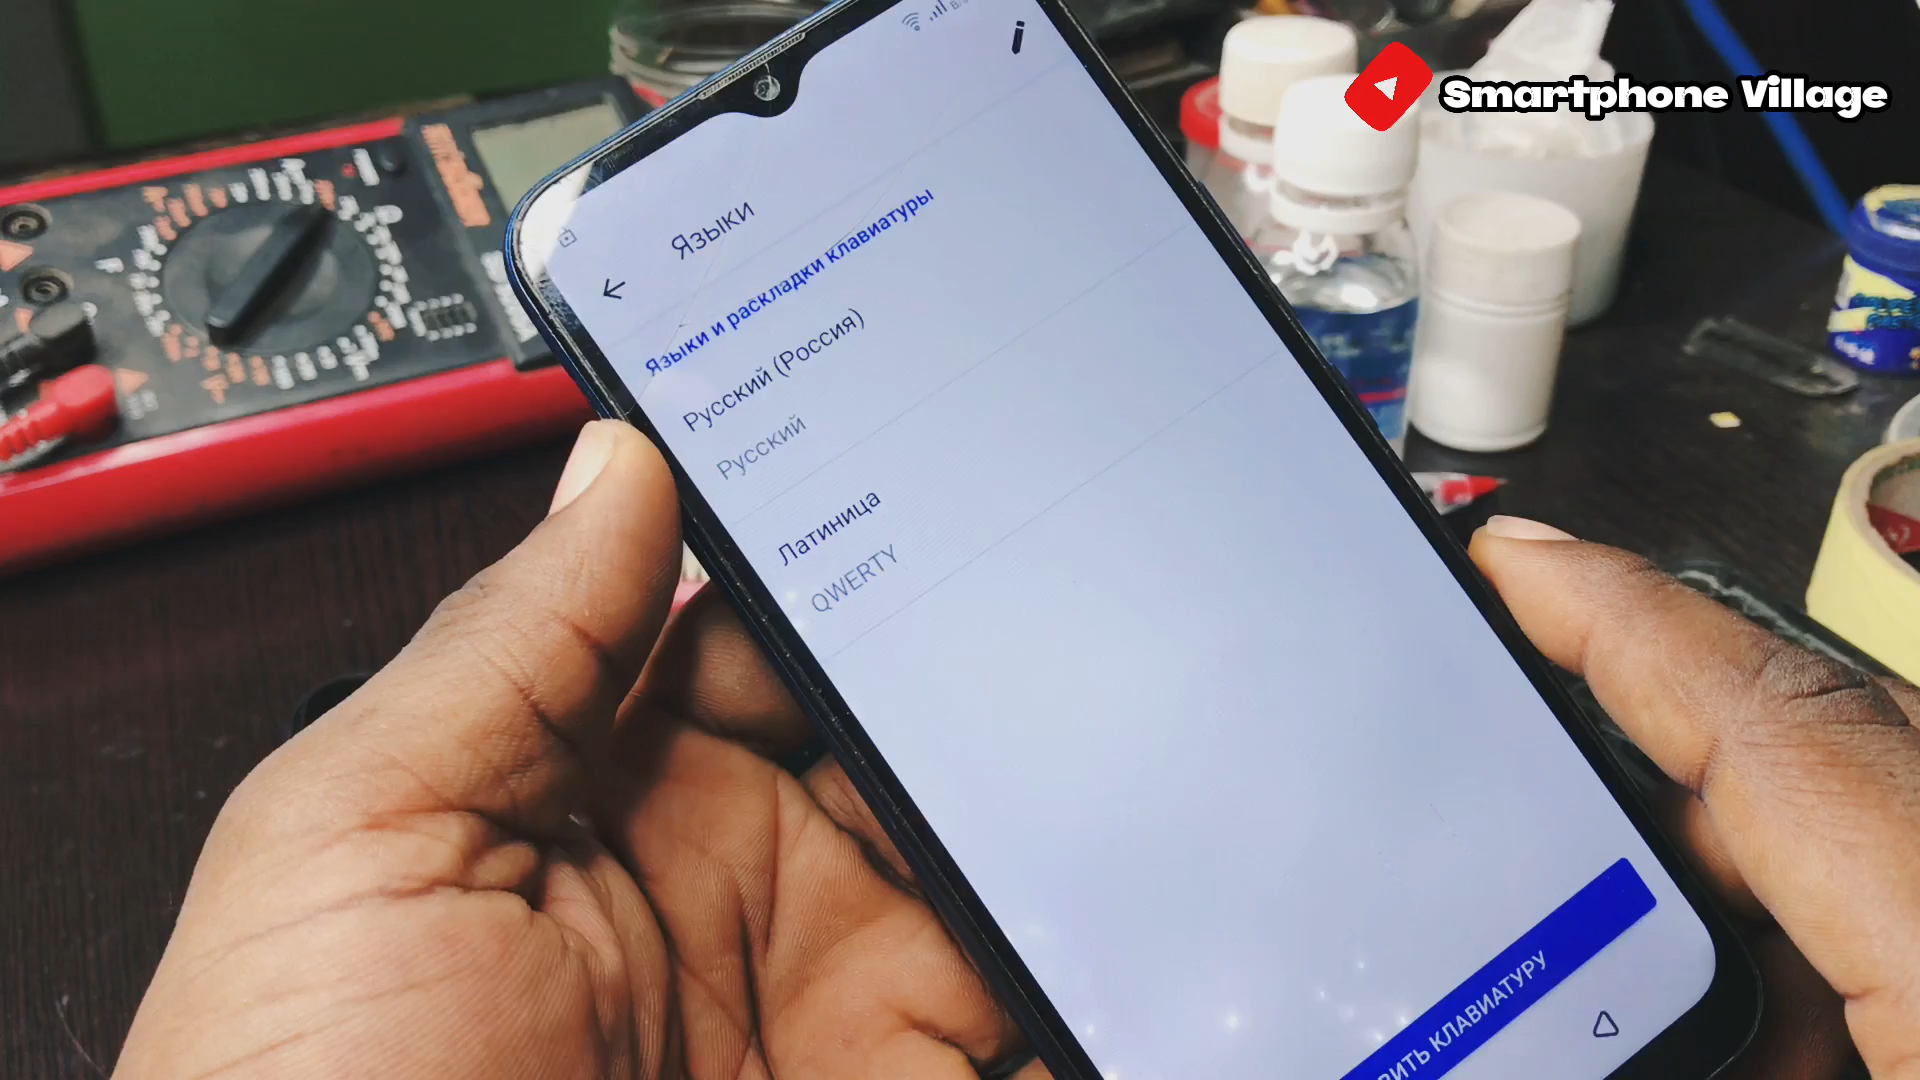 Smartphone Village
Языки
Языки и раскладки клавиатуры
Русский (Россия)
Русский
Латиница
QWERTY
КЛАВИАТУРУ